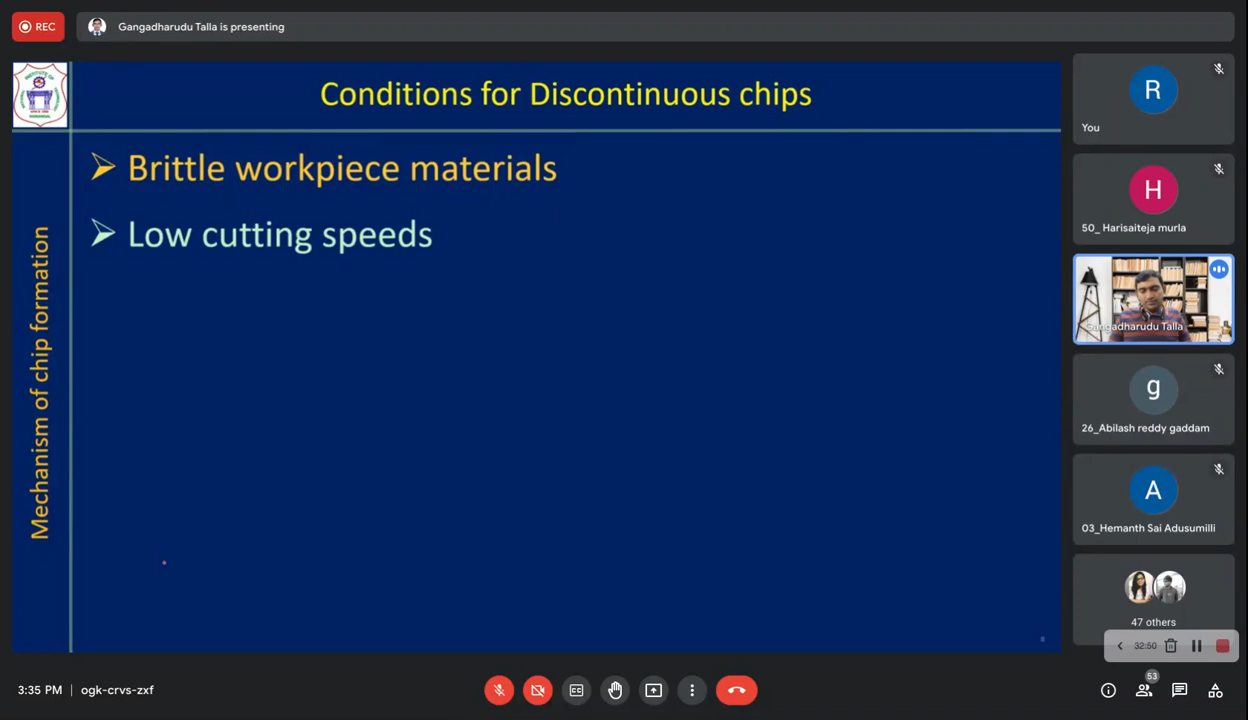 REC
Gangadharudu Talla is presenting
Conditions for Discontinuous chips
➢ Brittle workpiece materials
➢ Low cutting speeds
Mechanism of chip formation
R
You
H
50_ Harisaiteja murla
Gangadharudu Talla
g
26_Abilash reddy gaddam
A
03_Hemanth Sai Adusumilli
47 others
32:50
3:35 PM | ogk-crvs-zxf
CC
53